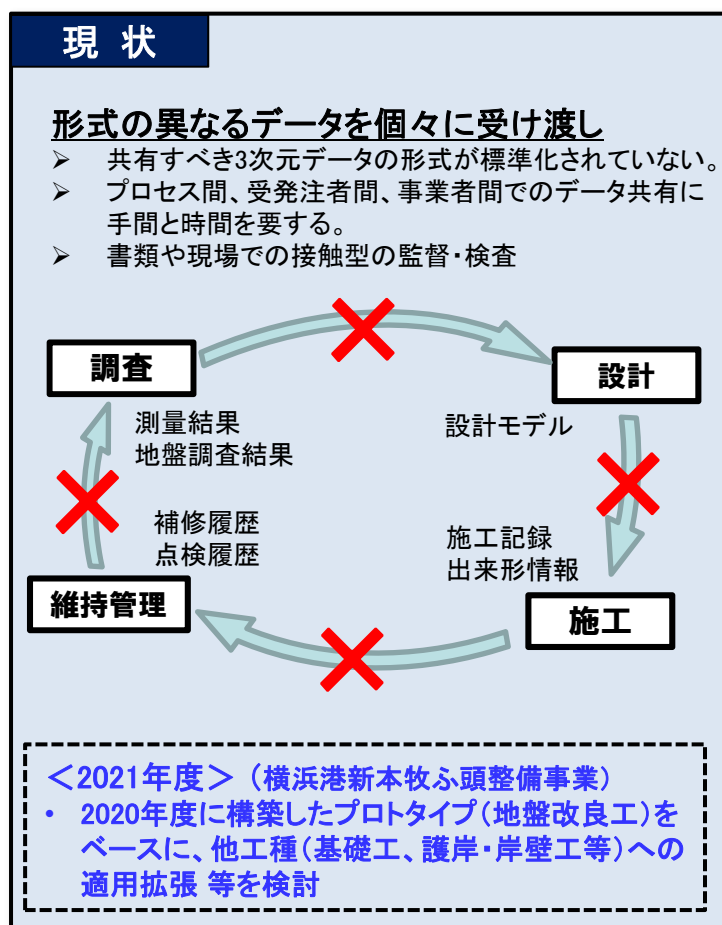 現 状
形式の異なるデータを個々に受け渡し
➢ 共有すべき3次元データの形式が標準化されていない。
➢ プロセス間、受発注者間、事業者間でのデータ共有に
手間と時間を要する。
➢ 書類や現場での接触型の監督・検査
調査
設計
測量結果
地盤調査結果
設計モデル
補修履歴
点検履歴
施工記録
出来形情報
維持管理
施工
＜2021年度＞（横浜港新本牧ふ頭整備事業）
• 2020年度に構築したプロトタイプ（地盤改良工）を
ベースに、他工種（基礎工、護岸・岸壁工等）への
適用拡張 等を検討